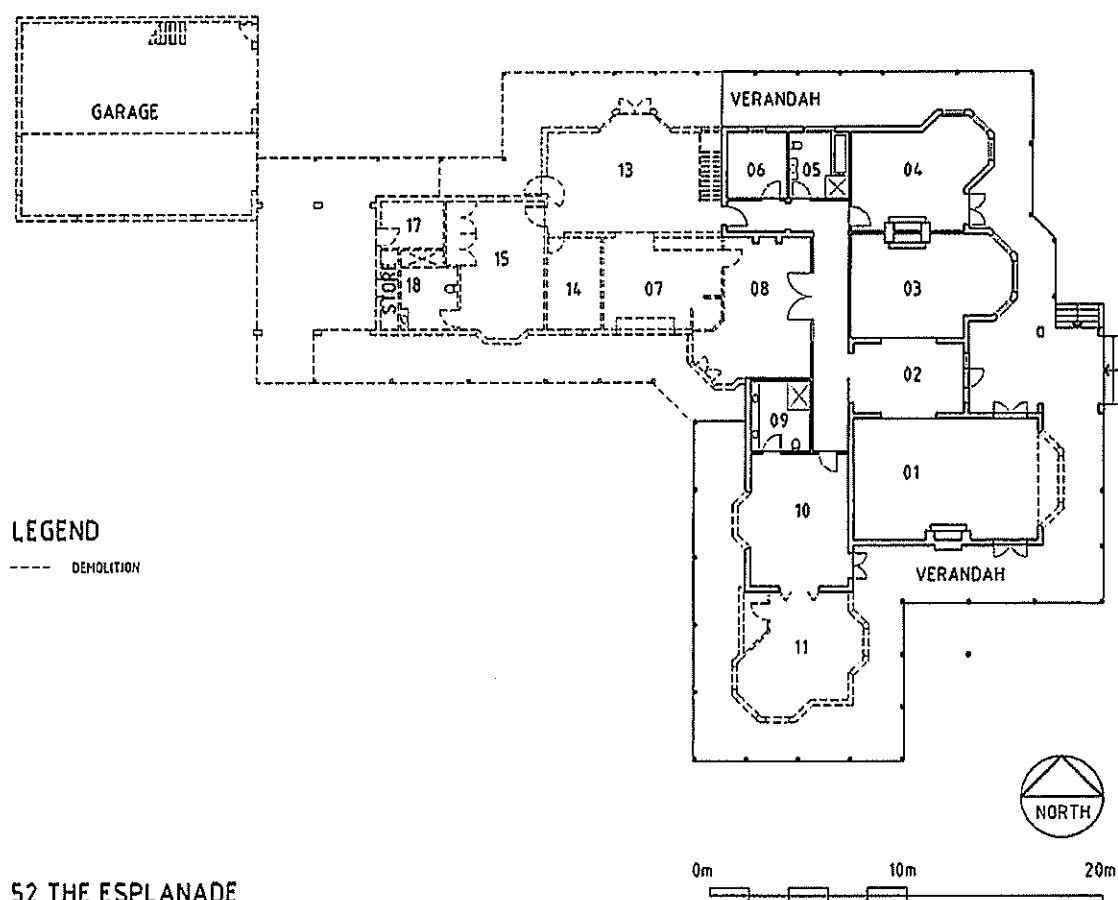 VERANDAH
GARAGE
13
06
05
04
17
15
STORE
18
14
07
08
03
02
09
01
10
LEGEND
DEMOLITION
VERANDAH
11
NORTH
0m 10m 20m
52 THE ESPLANADE